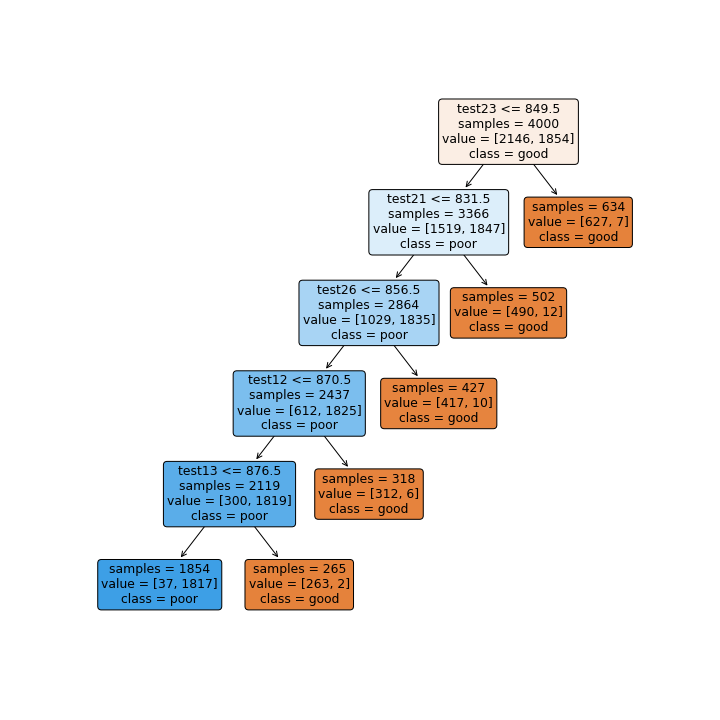 test23 <= 849.5
samples = 4000
value = [2146, 1854]
class = good
test21 <= 831.5
samples = 3366
value = [1519, 1847]
class = poor
samples = 634
value = [627, 7]
class = good
test26 <= 856.5
samples = 2864
value = [1029, 1835]
class = poor
samples = 502
value = [490, 12]
class = good
test12 <= 870.5
samples = 2437
value = [612, 1825]
class = poor
samples = 427
value = [417, 10]
class = good
test13 <= 876.5
samples = 2119
value = [300, 1819]
class = poor
samples = 318
value = [312, 6]
class = good
samples = 1854
value = [37, 1817]
class = poor
samples = 265
value = [263, 2]
class = good